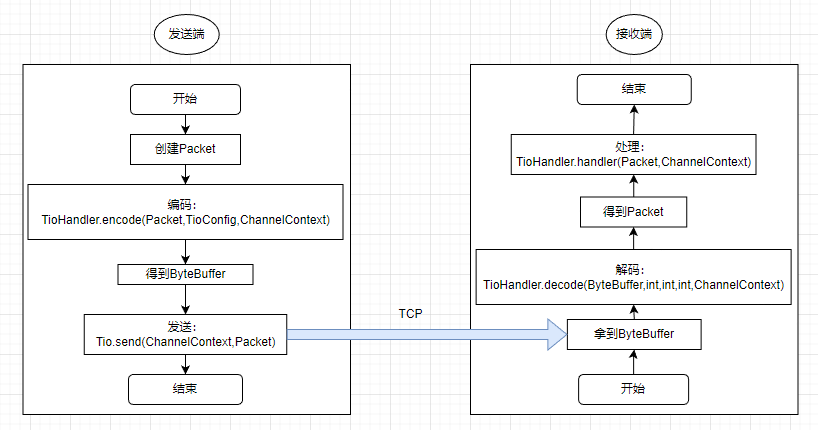 发送端
开始
创建Packet
编码：
TioHandler.encode(Packet,TioConfig,ChannelContext)
得到ByteBuffer
发送：
Tio.send(ChannelContext,Packet)
结束
TCP
接收端
结束
处理：
TioHandler.handler(Packet,ChannelContext)
得到Packet
解码：
TioHandler.decode(ByteBuffer,int,int,int,ChannelContext)
拿到ByteBuffer
开始